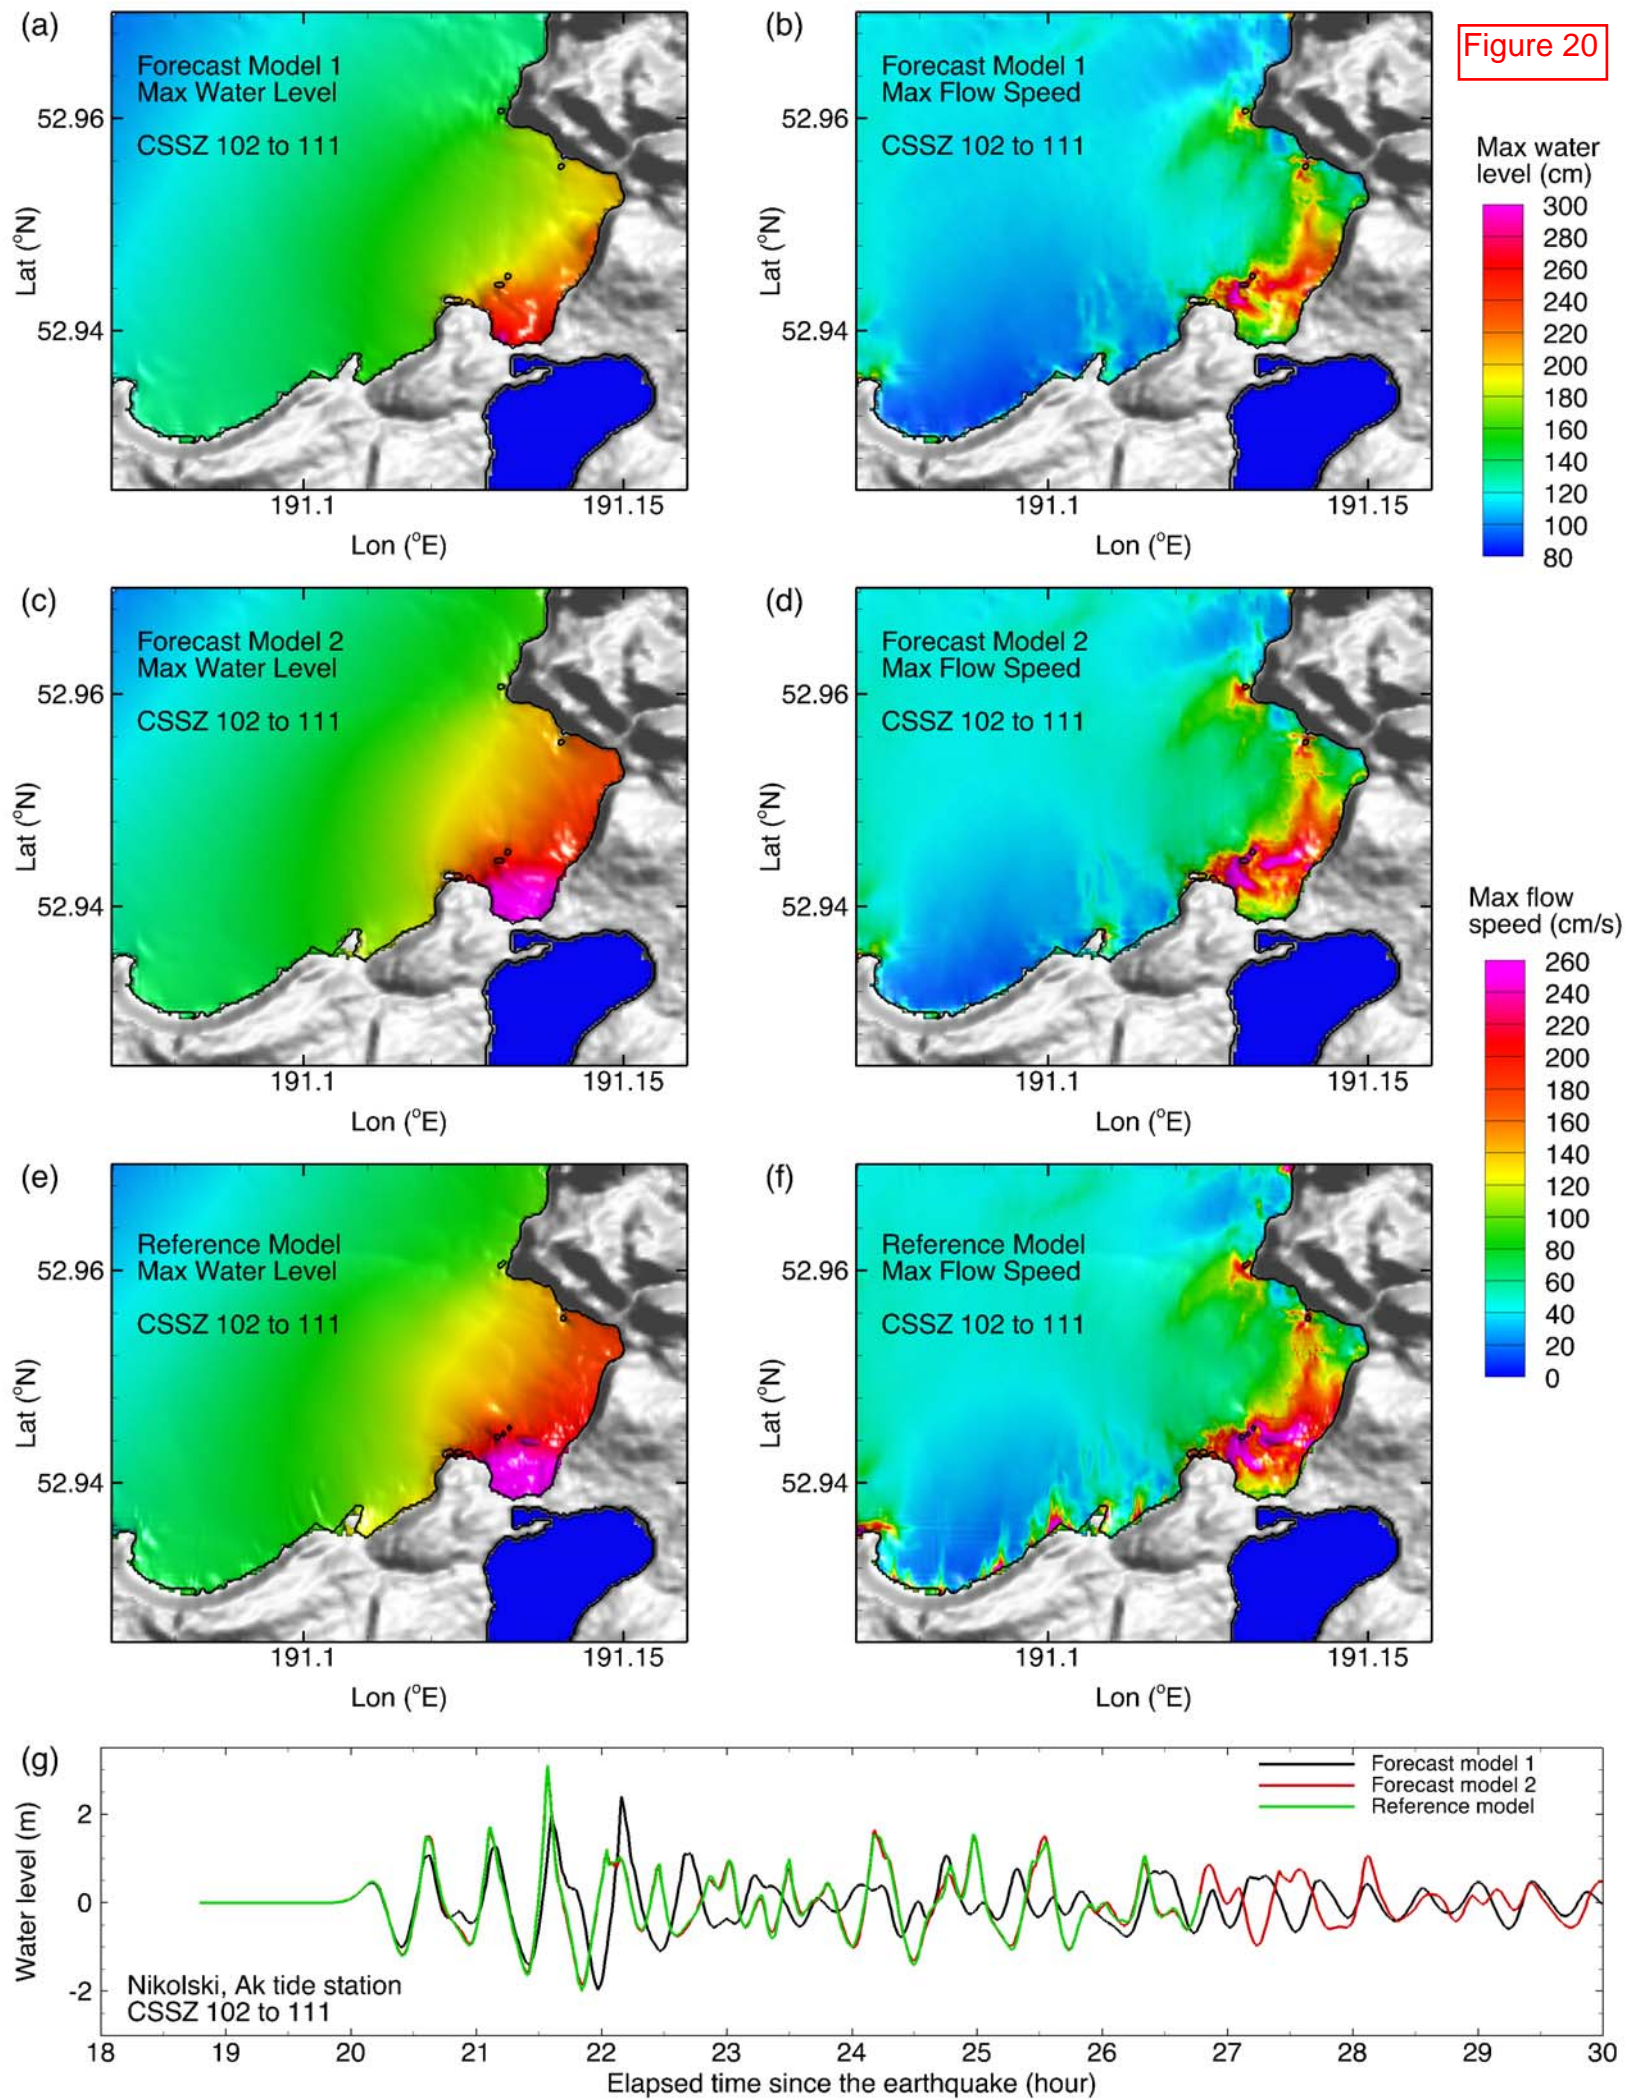 (a)
Forecast Model 1
Max Water Level
CSSZ 102 to 111
52.96
52.94
Lat (°N)
191.1
191.15
Lon (°E)
(b)
Forecast Model 1
Max Flow Speed
CSSZ 102 to 111
52.96
52.94
Lat (°N)
191.1
191.15
Lon (°E)
Figure 20
Max water
level (cm)
300
280
260
240
220
200
180
160
140
120
100
80
(c)
Forecast Model 2
Max Water Level
CSSZ 102 to 111
52.96
52.94
Lat (°N)
191.1
191.15
Lon (°E)
(d)
Forecast Model 2
Max Flow Speed
CSSZ 102 to 111
52.96
52.94
Lat (°N)
191.1
191.15
Lon (°E)
Max flow
speed (cm/s)
260
240
220
200
180
160
140
120
100
80
60
40
20
0
(e)
Reference Model
Max Water Level
CSSZ 102 to 111
52.96
52.94
Lat (°N)
191.1
191.15
Lon (°E)
(f)
Reference Model
Max Flow Speed
CSSZ 102 to 111
52.96
52.94
Lat (°N)
191.1
191.15
Lon (°E)
(g)
Forecast model 1
Forecast model 2
Reference model
Water level (m)
2
0
-2
Nikolski, Ak tide station
CSSZ 102 to 111
18 19 20 21 22 23 24 25 26 27 28 29 30
Elapsed time since the earthquake (hour)